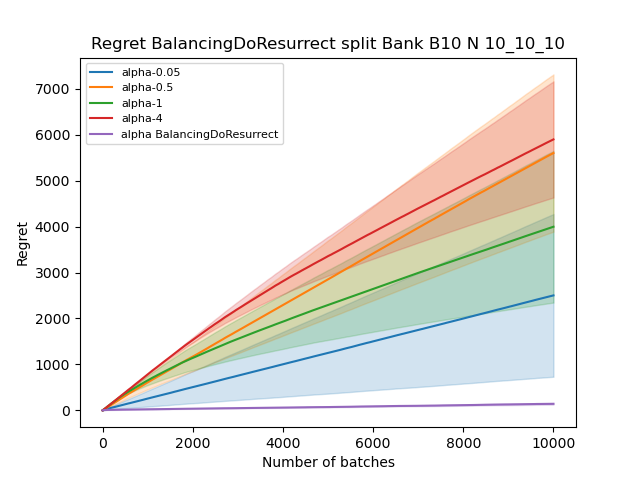 Regret BalancingDoResurrect split Bank B10 N 10_10_10
alpha-0.05
alpha-0.5
alpha-1
alpha-4
alpha BalancingDoResurrect
7000
6000
5000
4000
3000
2000
1000
0
Regret
0 2000 4000 6000 8000 10000
Number of batches